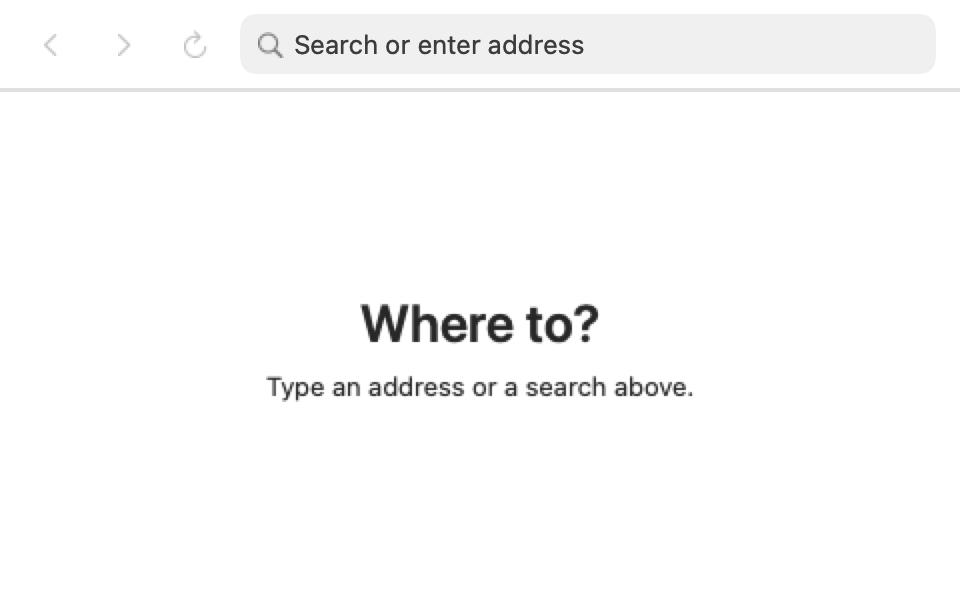 Search or enter address
Where to?
Type an address or a search above.